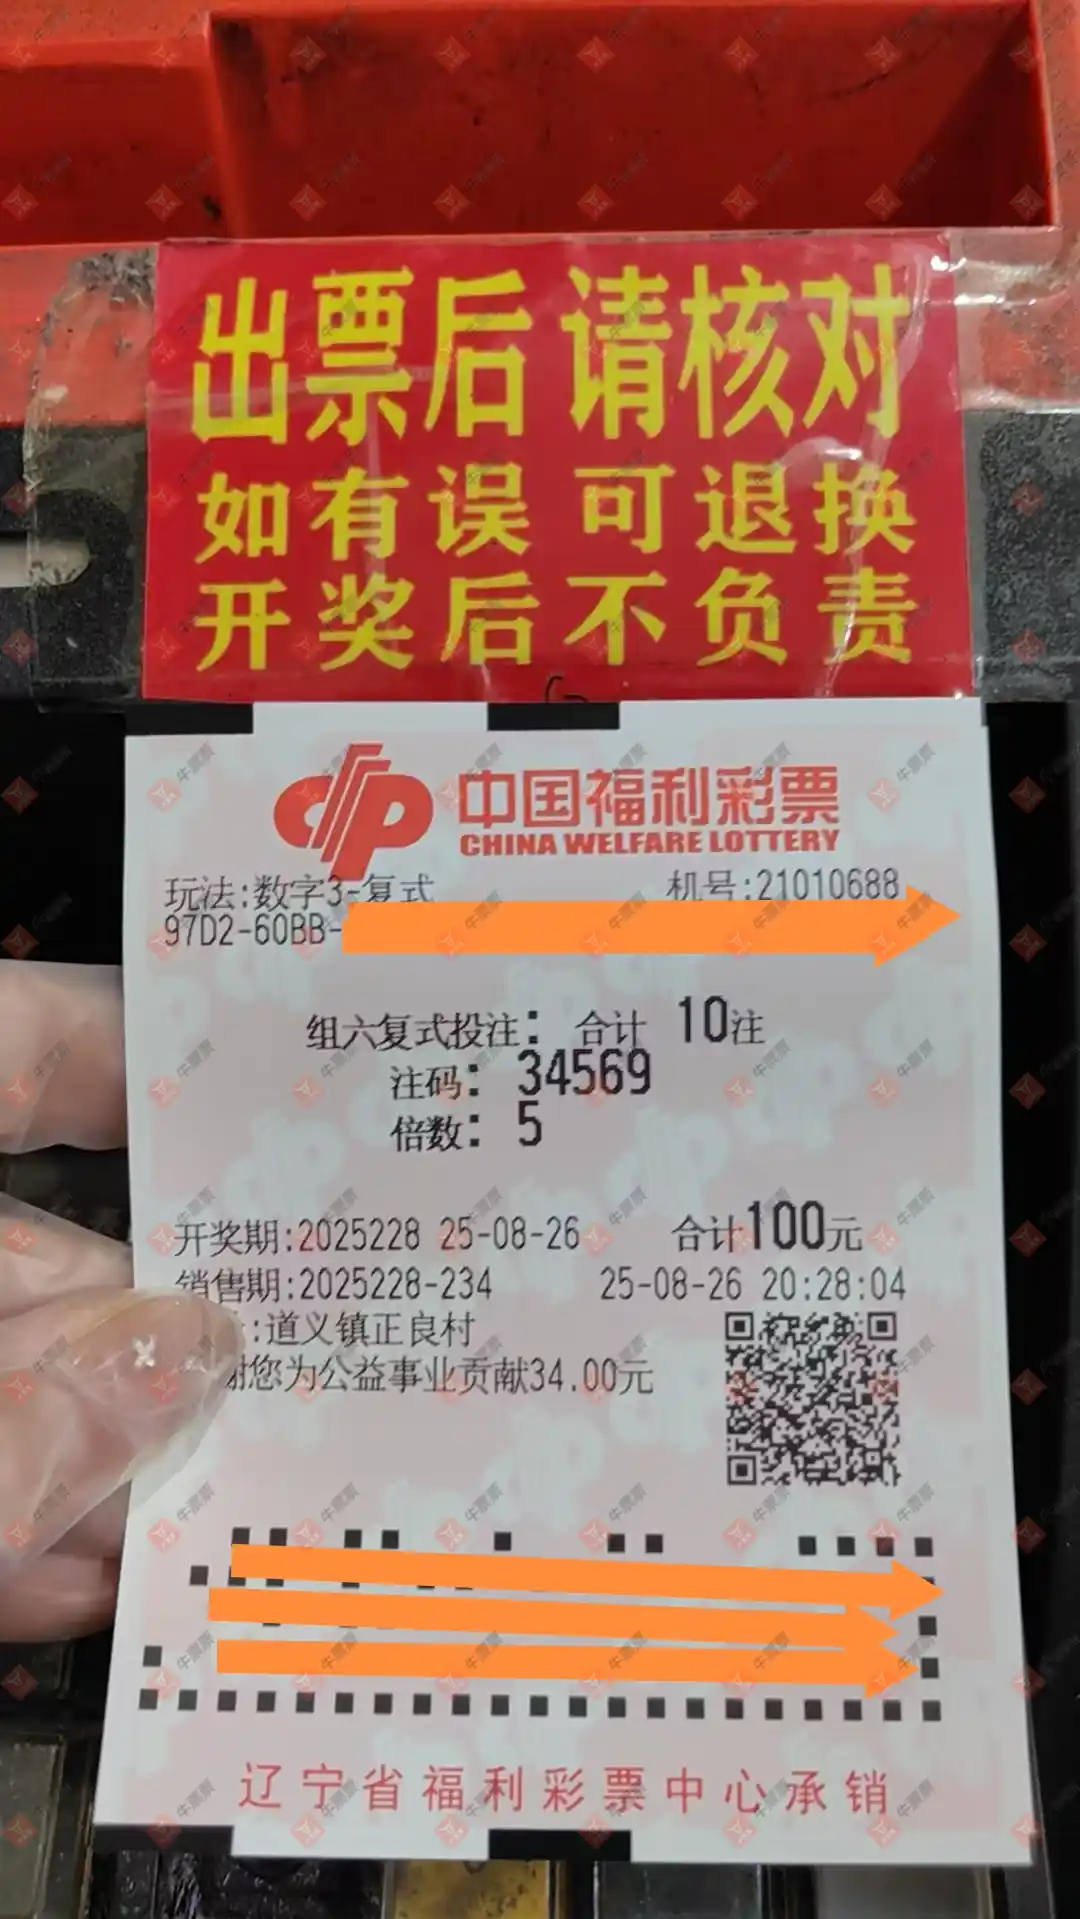 出票后请核对
如有误可退换
开奖后不负责
中国福利彩票
CHINA WELFARE LOTTERY
玩法:数字3-复式 机号:21010688
97D2-60BB-
组六复式投注: 合计 10注
注码: 34569
倍数: 5
开奖期:2025228 25-08-26 合计100元
销售期:2025228-234 25-08-26 20:28:04
:道义镇正良村
谢您为公益事业贡献34.00元
辽宁省福利彩票中心承销
牛票票